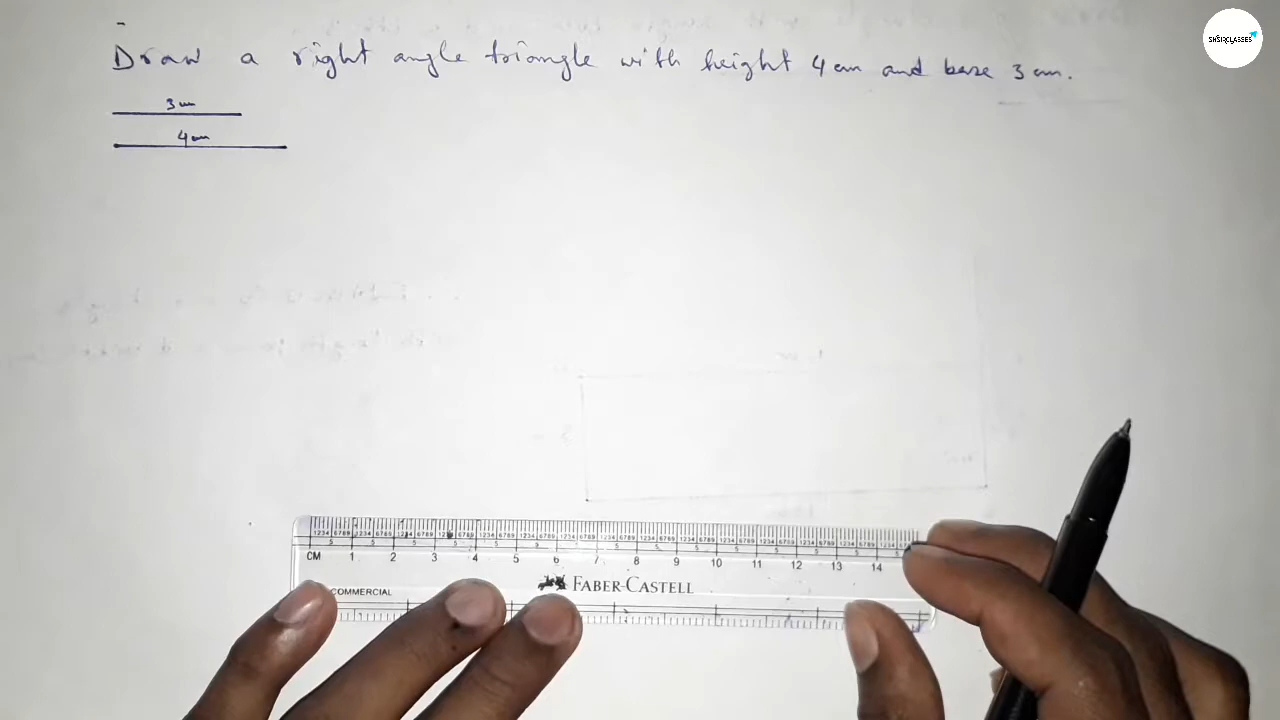 SHSIRCLASSES
Draw a right angle triangle with height 4 cm and base 3 cm.
3 cm
4 cm
CM 1 2 3 4 5 6 7 8 9 10 11 12 13 14
COMMERCIAL
FABER-CASTELL